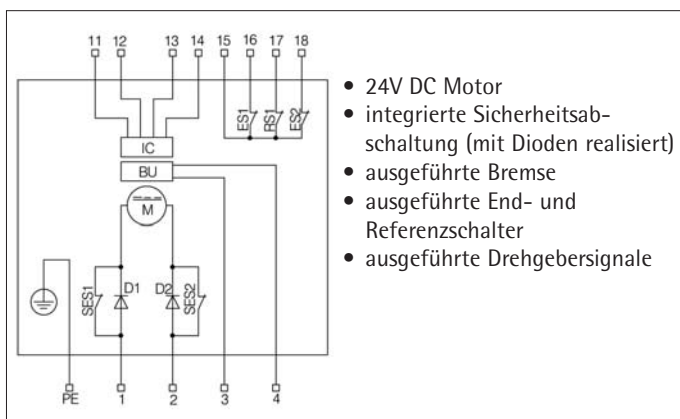 11 12 13 14 15 16 17 18
ES1 RS1 ES2
IC
BU
M
SES1 D1 D2 SES2
PE 1 2 3 4
• 24V DC Motor
• integrierte Sicherheitsab-
schaltung (mit Dioden realisiert)
• ausgeführte Bremse
• ausgeführte End- und
Referenzschalter
• ausgeführte Drehgebersignale